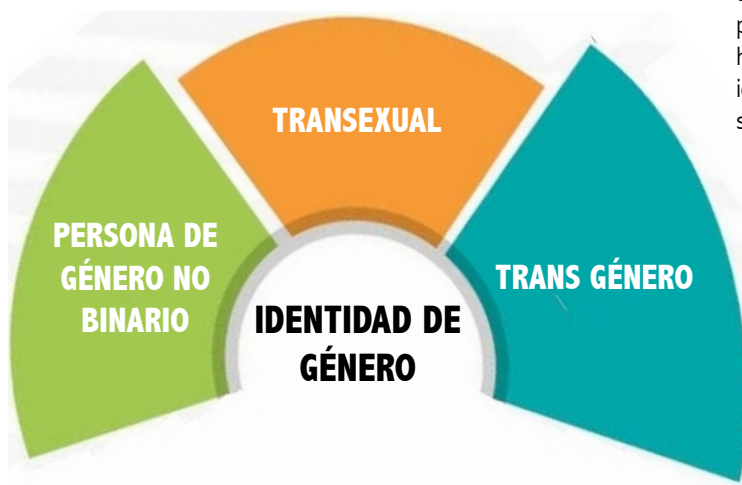 TRANSEXUAL
PERSONA DE
GÉNERO NO
BINARIO
TRANS GÉNERO
IDENTIDAD DE
GÉNERO